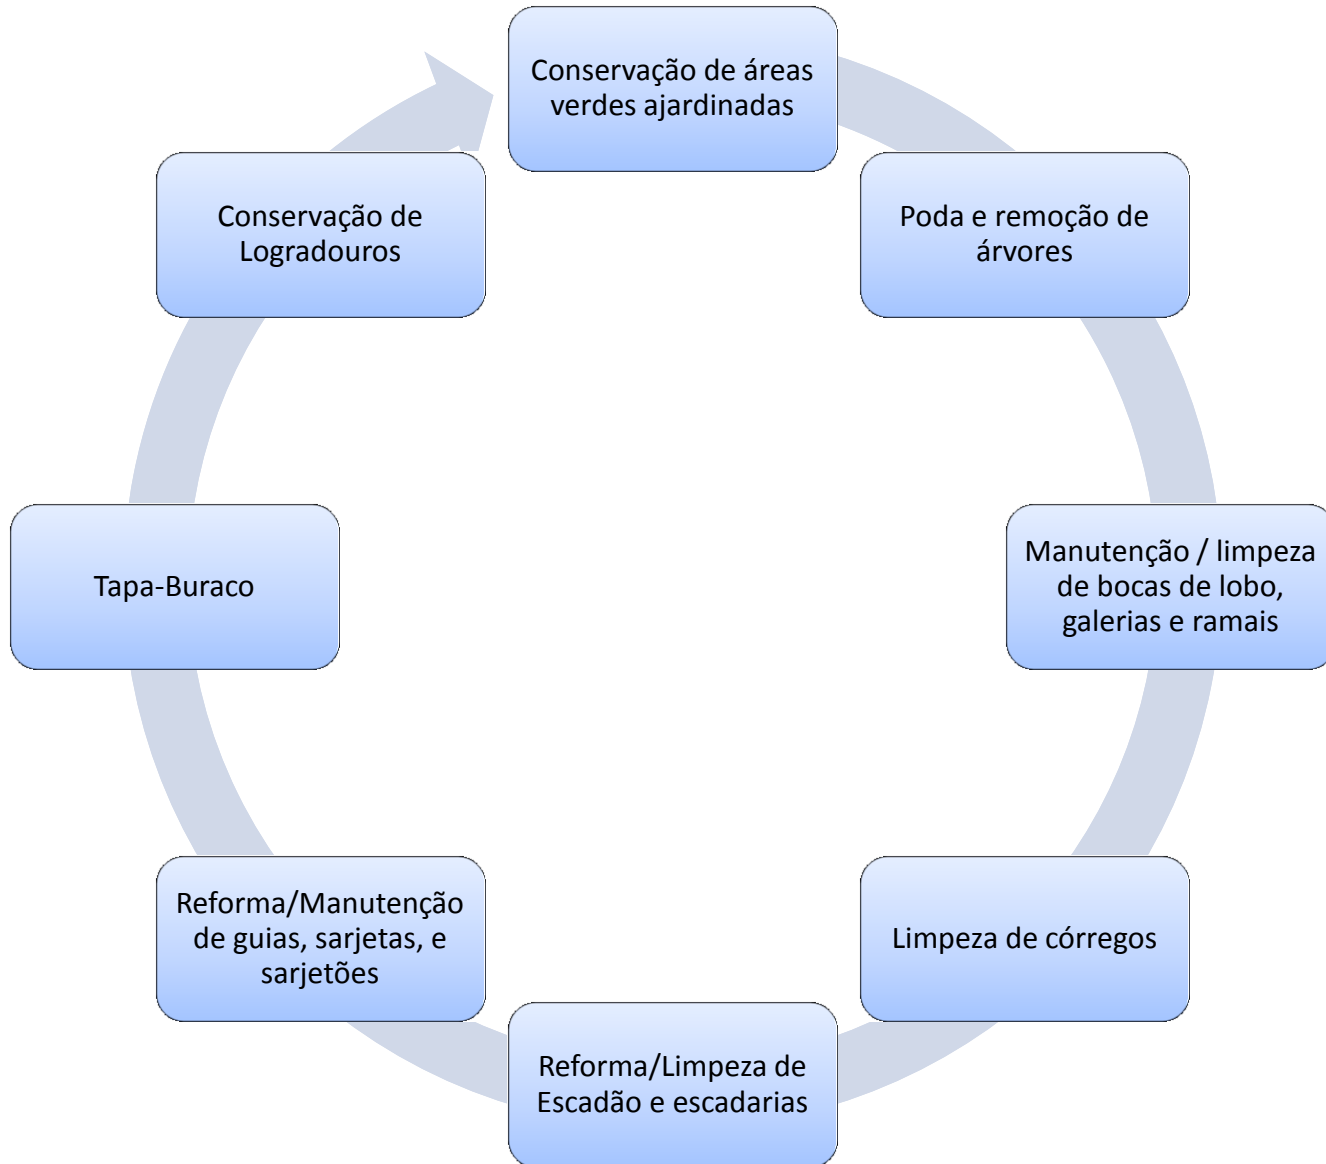 Conservação de áreas
verdes ajardinadas
Poda e remoção de
árvores
Manutenção / limpeza
de bocas de lobo,
galerias e ramais
Limpeza de córregos
Reforma/Limpeza de
Escadão e escadarias
Reforma/Manutenção
de guias, sarjetas, e
sarjetões
Tapa-Buraco
Conservação de
Logradouros